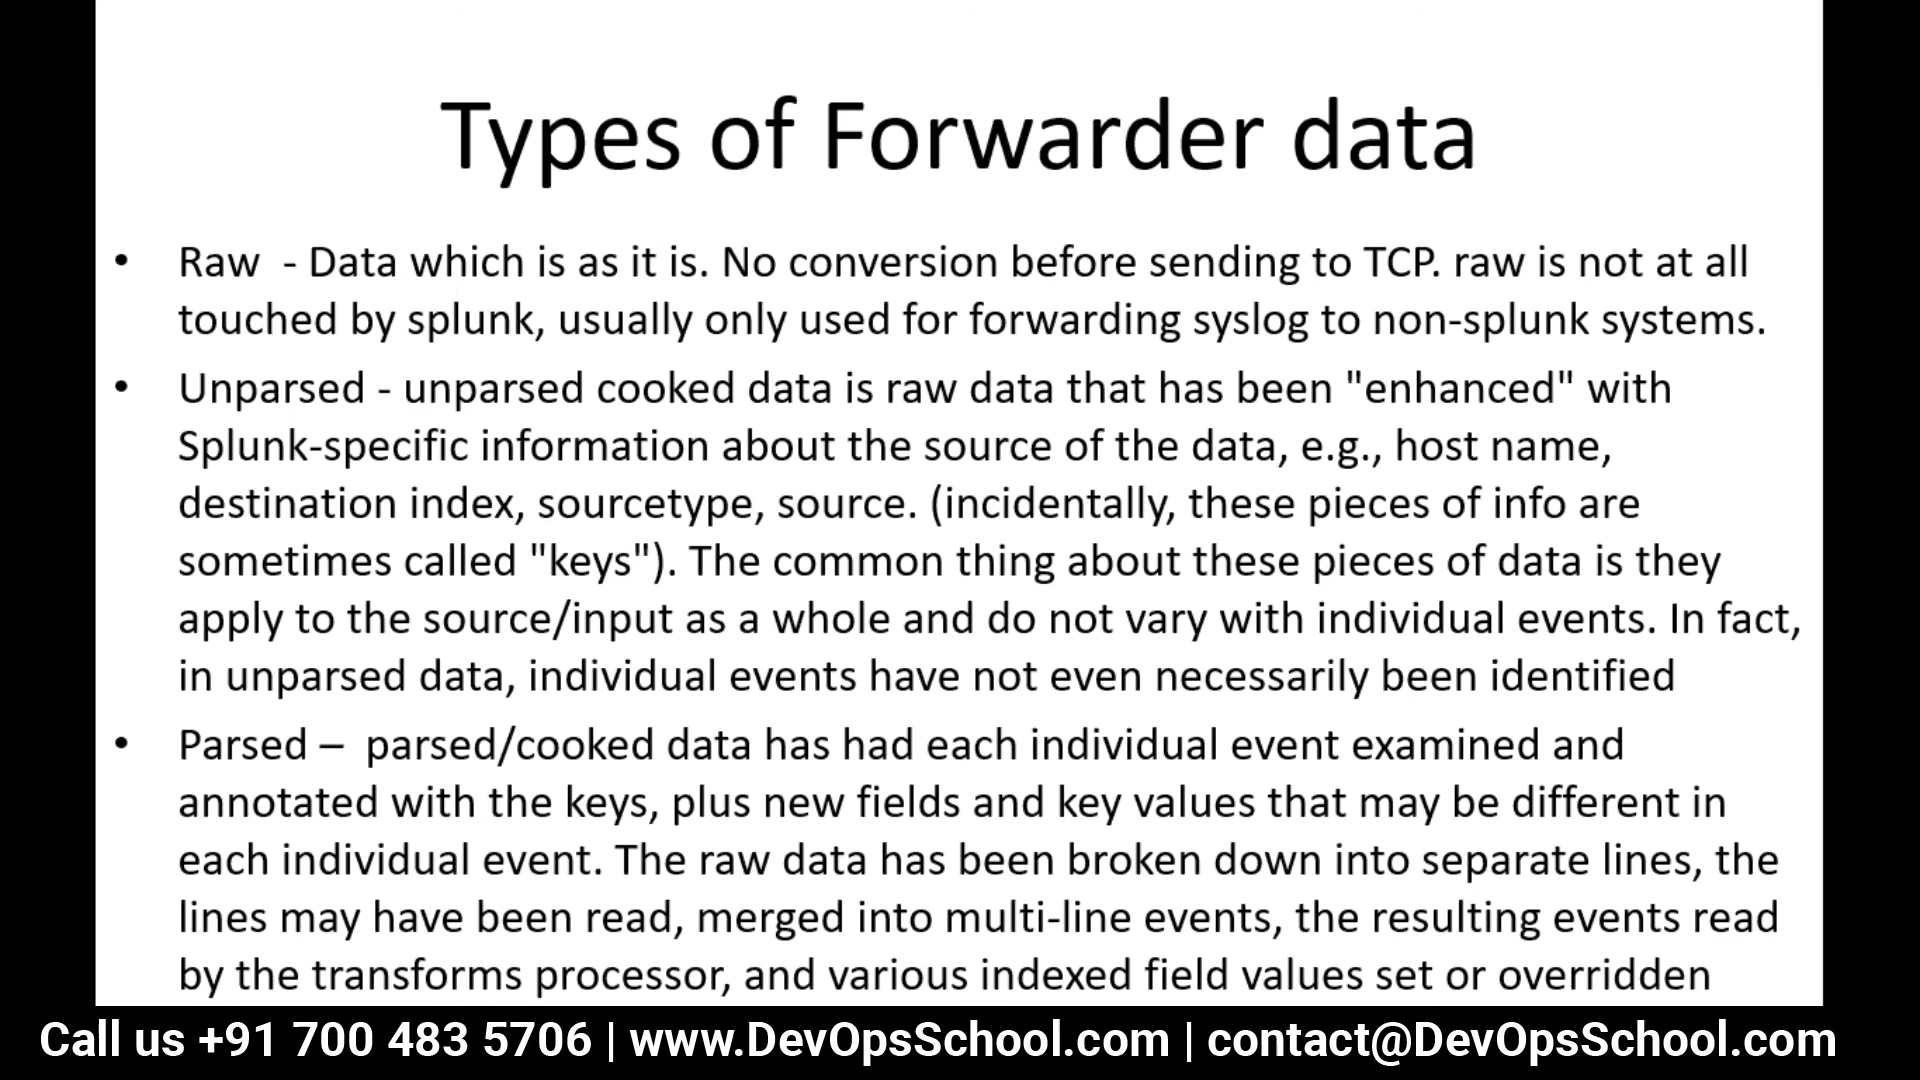 Types of Forwarder data
• Raw  - Data which is as it is. No conversion before sending to TCP. raw is not at all
touched by splunk, usually only used for forwarding syslog to non-splunk systems.
• Unparsed - unparsed cooked data is raw data that has been "enhanced" with
Splunk-specific information about the source of the data, e.g., host name,
destination index, sourcetype, source. (incidentally, these pieces of info are
sometimes called "keys"). The common thing about these pieces of data is they
apply to the source/input as a whole and do not vary with individual events. In fact,
in unparsed data, individual events have not even necessarily been identified
• Parsed –  parsed/cooked data has had each individual event examined and
annotated with the keys, plus new fields and key values that may be different in
each individual event. The raw data has been broken down into separate lines, the
lines may have been read, merged into multi-line events, the resulting events read
by the transforms processor, and various indexed field values set or overridden
Call us +91 700 483 5706 | www.DevOpsSchool.com | contact@DevOpsSchool.com